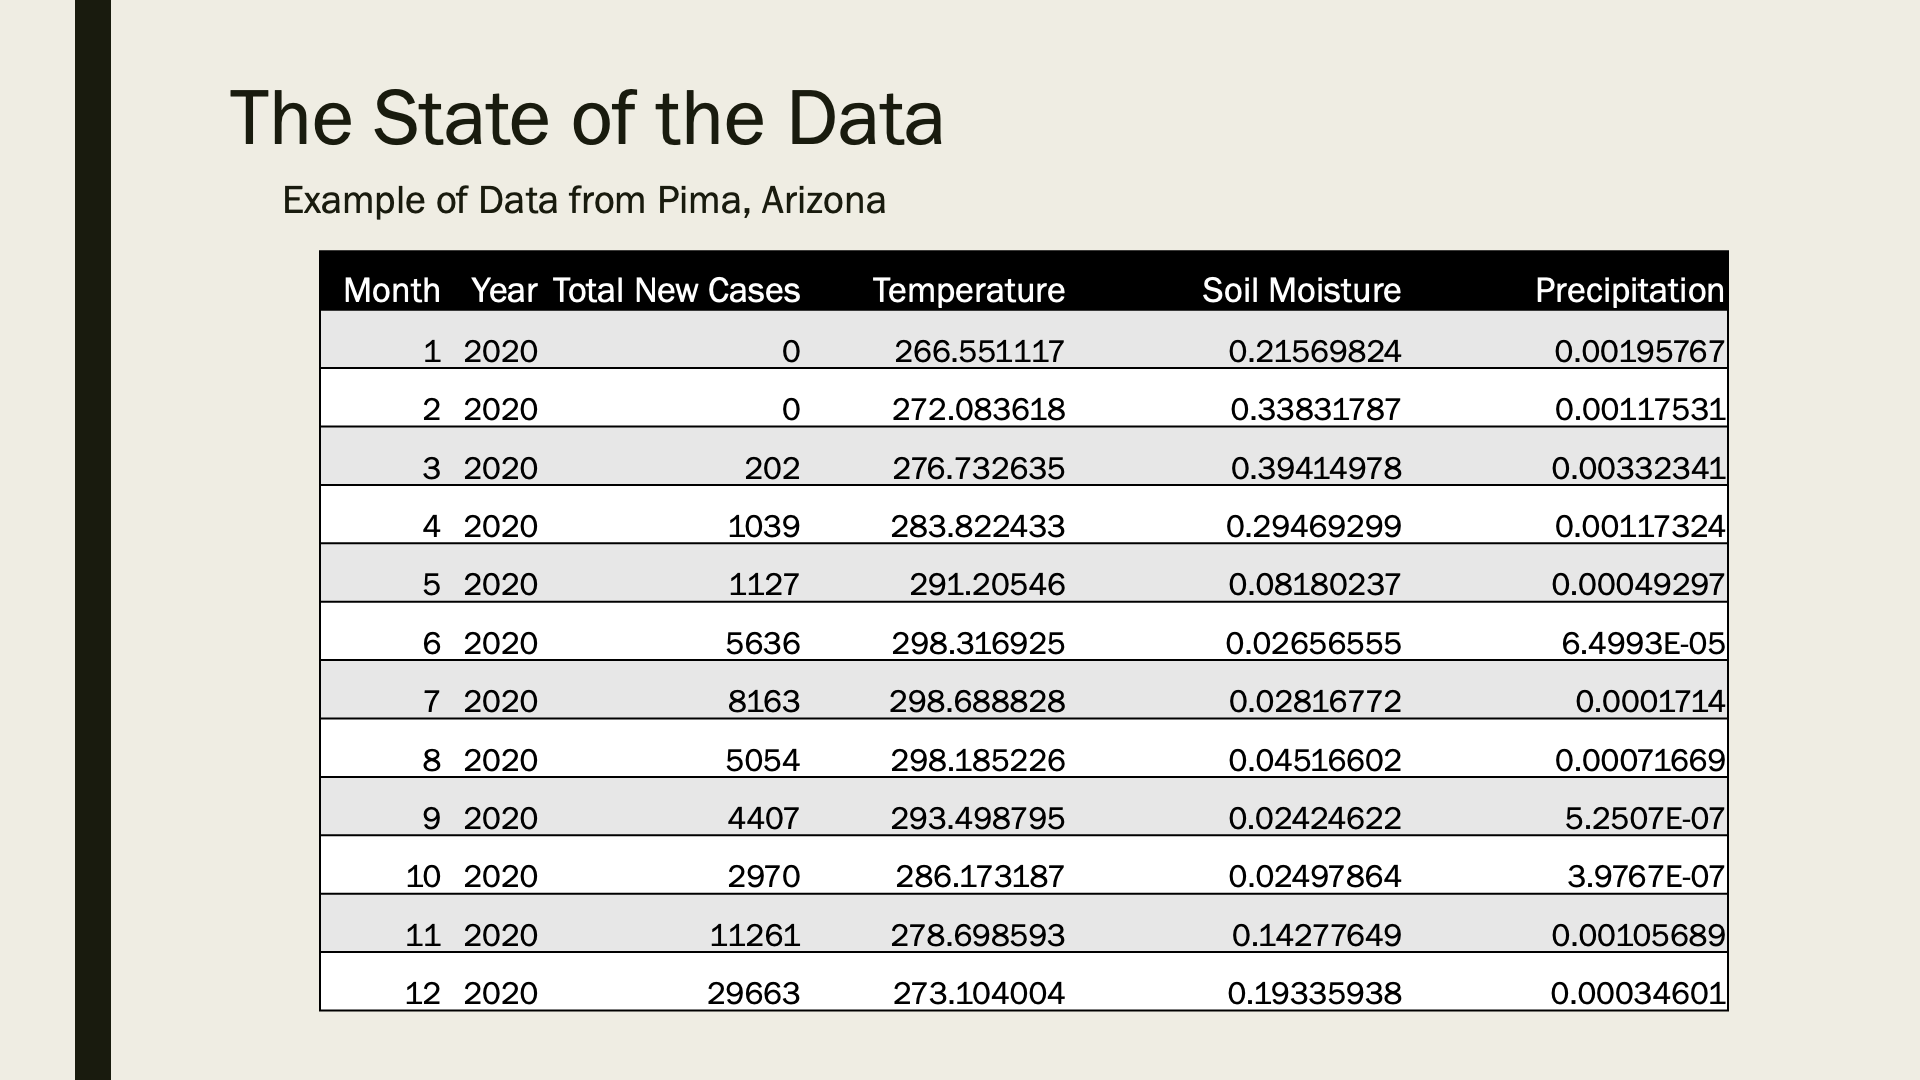 The State of the Data
Example of Data from Pima, Arizona
Month Year Total New Cases Temperature Soil Moisture Precipitation
1 2020 0 266.551117 0.21569824 0.00195767
2 2020 0 272.083618 0.33831787 0.00117531
3 2020 202 276.732635 0.39414978 0.00332341
4 2020 1039 283.822433 0.29469299 0.00117324
5 2020 1127 291.20546 0.08180237 0.00049297
6 2020 5636 298.316925 0.02656555 6.4993E-05
7 2020 8163 298.688828 0.02816772 0.0001714
8 2020 5054 298.185226 0.04516602 0.00071669
9 2020 4407 293.498795 0.02424622 5.2507E-07
10 2020 2970 286.173187 0.02497864 3.9767E-07
11 2020 11261 278.698593 0.14277649 0.00105689
12 2020 29663 273.104004 0.19335938 0.00034601